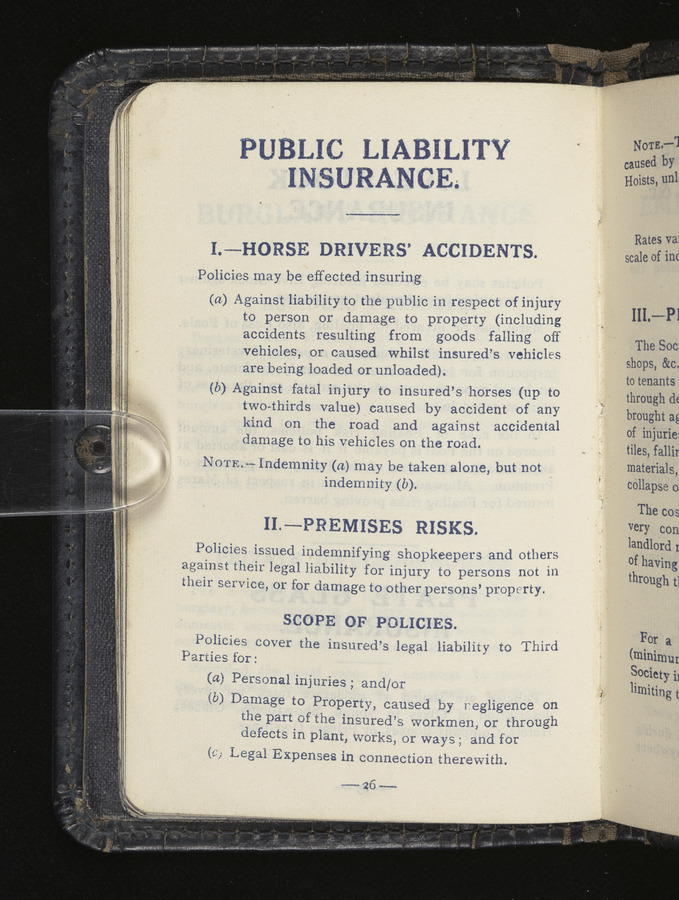 PUBLIC LIABILITY
INSURANCE.
I.—HORSE DRIVERS' ACCIDENTS.
Policies may be effected insuring
(a) Against liability to the public in respect of injury
to person or damage to property (including
accidents resulting from goods falling off
vehicles, or caused whilst insured's vehicles
are being loaded or unloaded).
(b) Against fatal injury to insured's horses (up to
two-thirds value) caused by accident of any
kind on the road and against accidental
damage to his vehicles on the road.
NOTE.—Indemnity (a) may be taken alone, but not
indemnity (b).
II.—PREMISES RISKS.
Policies issued indemnifying shopkeepers and others
against their legal liability for injury to persons not in
their service, or for damage to other persons' property.
SCOPE OF POLICIES.
Policies cover the insured's legal liability to Third
Parties for:
(a) Personal injuries; and/or
(b) Damage to Property, caused by negligence on
the part of the insured's workmen, or through
defects in plant, works, or ways; and for
(c) Legal Expenses in connection therewith.
—26—
NOTE.—T
caused by
Hoists, unl
Rates va
scale of inc
III.—P
The Soc
shops, &c.
to tenants
through de
brought ag
of injurie
tiles, fallin
materials,
collapse o
The cos
very con
landlord r
of having
through t
For a
(minimu
Society i
limiting t